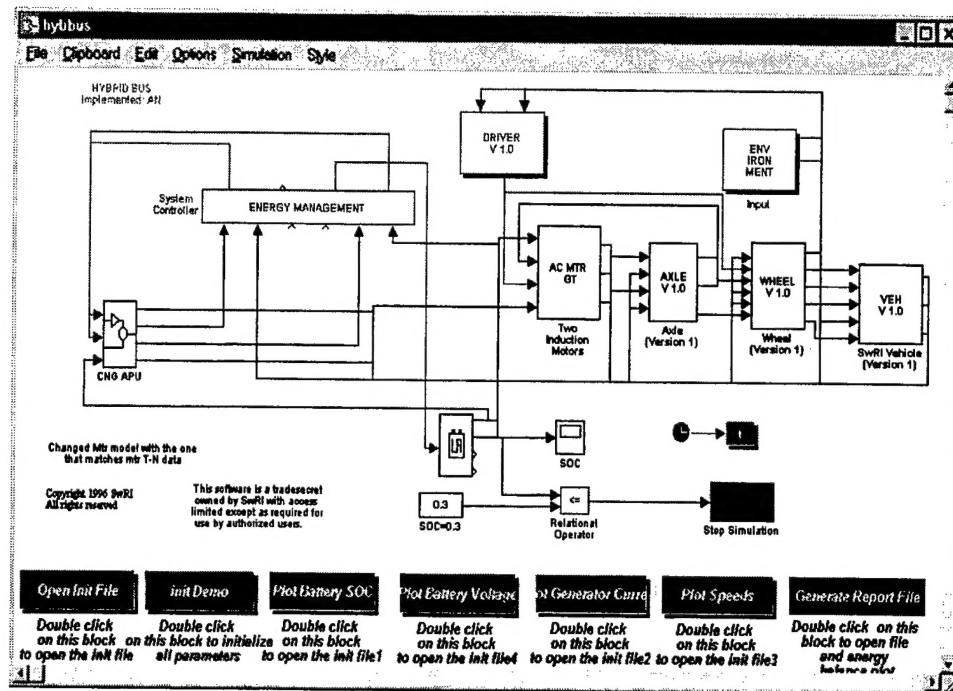 hybbus
File Clipboard Edit Options Simulation Style
HYBRID BUS
Implemented: AN
DRIVER
V 1.0
ENV
IRON
MENT
Input
System
Controller
ENERGY MANAGEMENT
AC MTR
GT
Two
Induction
Motors
AXLE
V 1.0
Axle
(Version 1)
WHEEL
V 1.0
Wheel
(Version 1)
VEH
V 1.0
SwRI Vehicle
(Version 1)
CNG APU
SOC
t
Changed Mtr model with the one
that matches mtr T-N data
Copyright 1996 SwRI
All rights reserved
This software is a tradesecret
owned by SwRI with access
limited except as required for
use by authorized users.
0.3
SOC=0.3
<=
Relational
Operator
Stop Simulation
Open Init File
Double click
on this block
to open the init file
init Demo
Double click
on this block to initialize
all parameters
Plot Battery SOC
Double click
on this block
to open the init file1
Plot Battery Voltage
Double click
on this block
to open the init file4
ot Generator Curre
Double click
on this block
to open the init file2
Plot Speeds
Double click
on this block
to open the init file3
Generate Report File
Double click on this
block to open file
and energy
balance plot